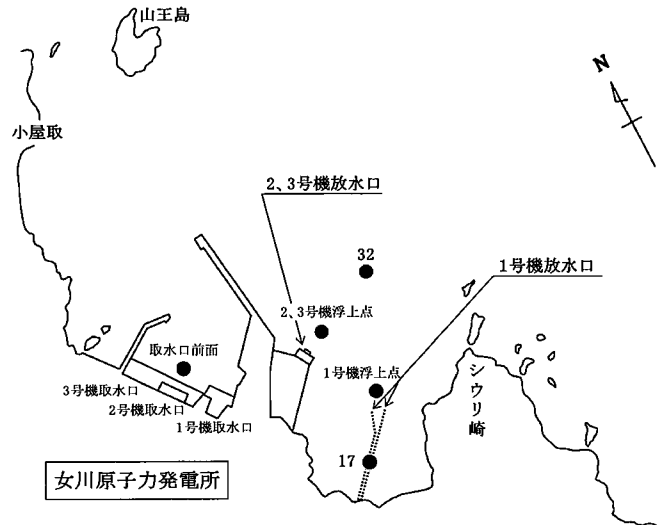 山王島
N
小屋取
2、3号機放水口
32
1号機放水口
2、3号機浮上点
取水口前面
1号機浮上点
3号機取水口
2号機取水口
1号機取水口
シウリ崎
17
女川原子力発電所